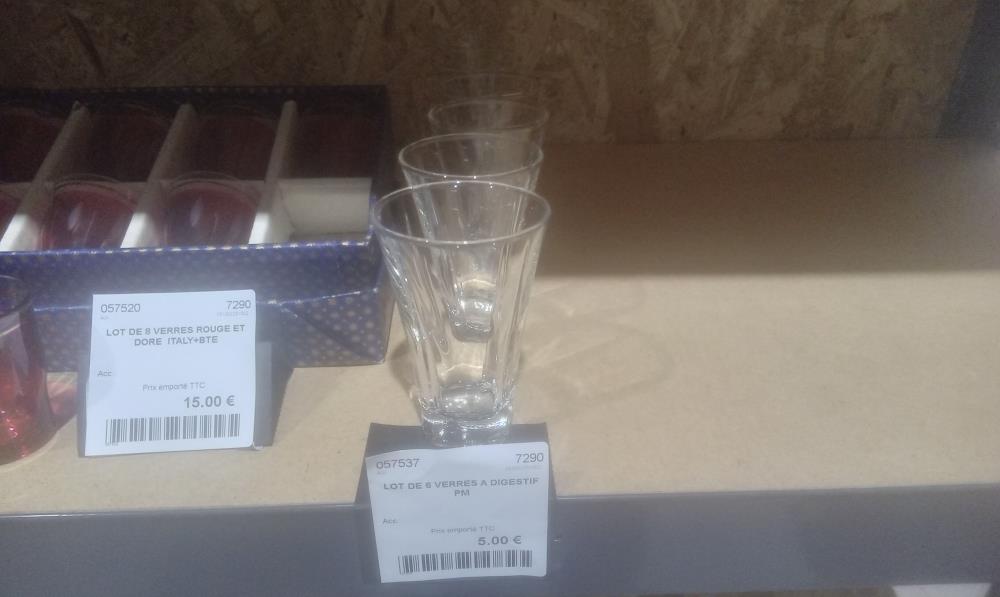 057520 7290
LOT DE 8 VERRES ROUGE ET
DORE ITALY+BTE
Acc:
Prix emporté TTC
15.00 €
057537 7290
LOT DE 6 VERRES A DIGESTIF
PM
Acc:
Prix emporté TTC
5.00 €